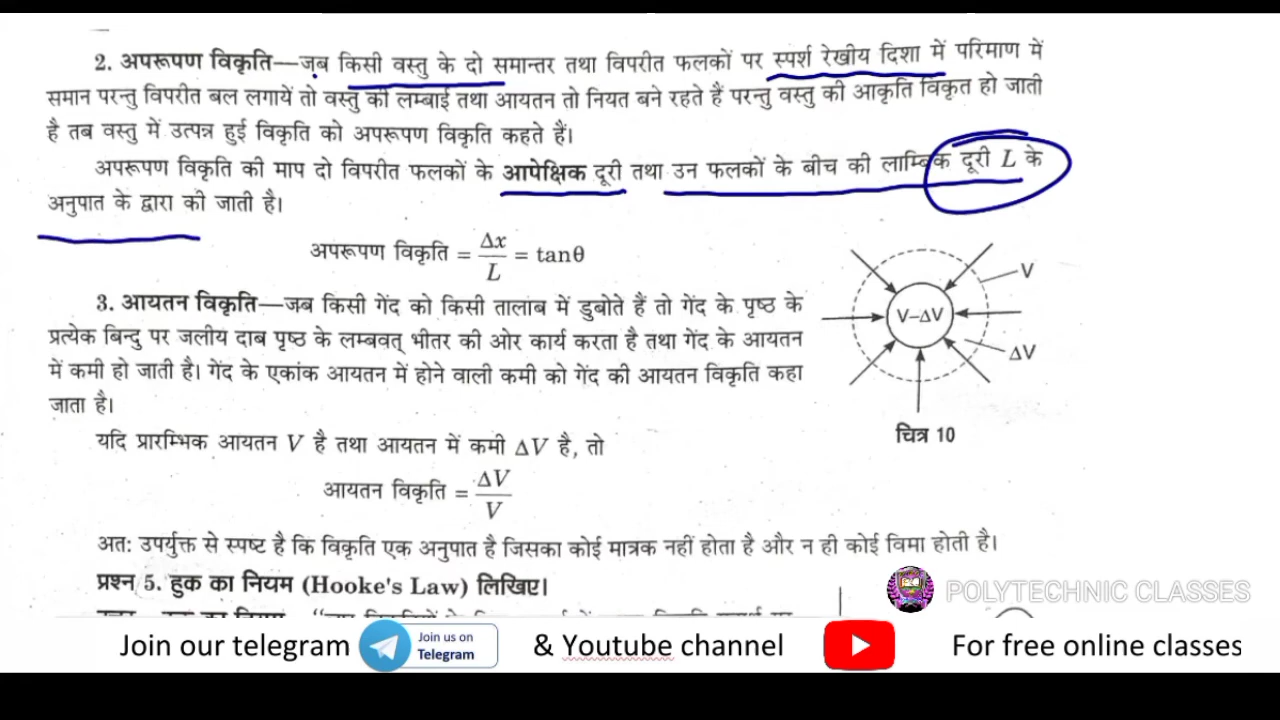 2. अपरूपण विकृति—जब किसी वस्तु के दो समान्तर तथा विपरीत फलकों पर स्पर्श रेखीय दिशा में परिमाण में
समान परन्तु विपरीत बल लगायें तो वस्तु की लम्बाई तथा आयतन तो नियत बने रहते हैं परन्तु वस्तु की आकृति विकृत हो जाती
है तब वस्तु में उत्पन्न हुई विकृति को अपरूपण विकृति कहते हैं।
अपरूपण विकृति की माप दो विपरीत फलकों के आपेक्षिक दूरी तथा उन फलकों के बीच की लाम्बिक दूरी L के
अनुपात के द्वारा की जाती है।
अपरूपण विकृति = Δx/L = tanθ
3. आयतन विकृति—जब किसी गेंद को किसी तालाब में डुबोते हैं तो गेंद के पृष्ठ के
प्रत्येक बिन्दु पर जलीय दाब पृष्ठ के लम्बवत् भीतर की ओर कार्य करता है तथा गेंद के आयतन
में कमी हो जाती है। गेंद के एकांक आयतन में होने वाली कमी को गेंद की आयतन विकृति कहा
जाता है।
V
V–ΔV
ΔV
चित्र 10
यदि प्रारम्भिक आयतन V है तथा आयतन में कमी ΔV है, तो
आयतन विकृति = ΔV/V
अत: उपर्युक्त से स्पष्ट है कि विकृति एक अनुपात है जिसका कोई मात्रक नहीं होता है और न ही कोई विमा होती है।
प्रश्न 5. हुक का नियम (Hooke's Law) लिखिए।
POLYTECHNIC CLASSES
Join our telegram
Join us on
Telegram
& Youtube channel
For free online classes